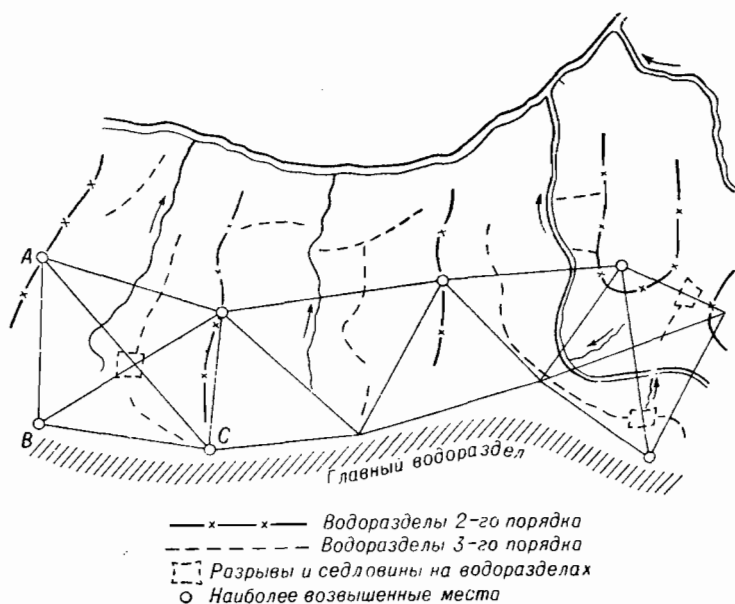 A
B
C
Главный водораздел
Водоразделы 2-го порядка
Водоразделы 3-го порядка
Разрывы и седловины на водоразделах
Наиболее возвышенные места